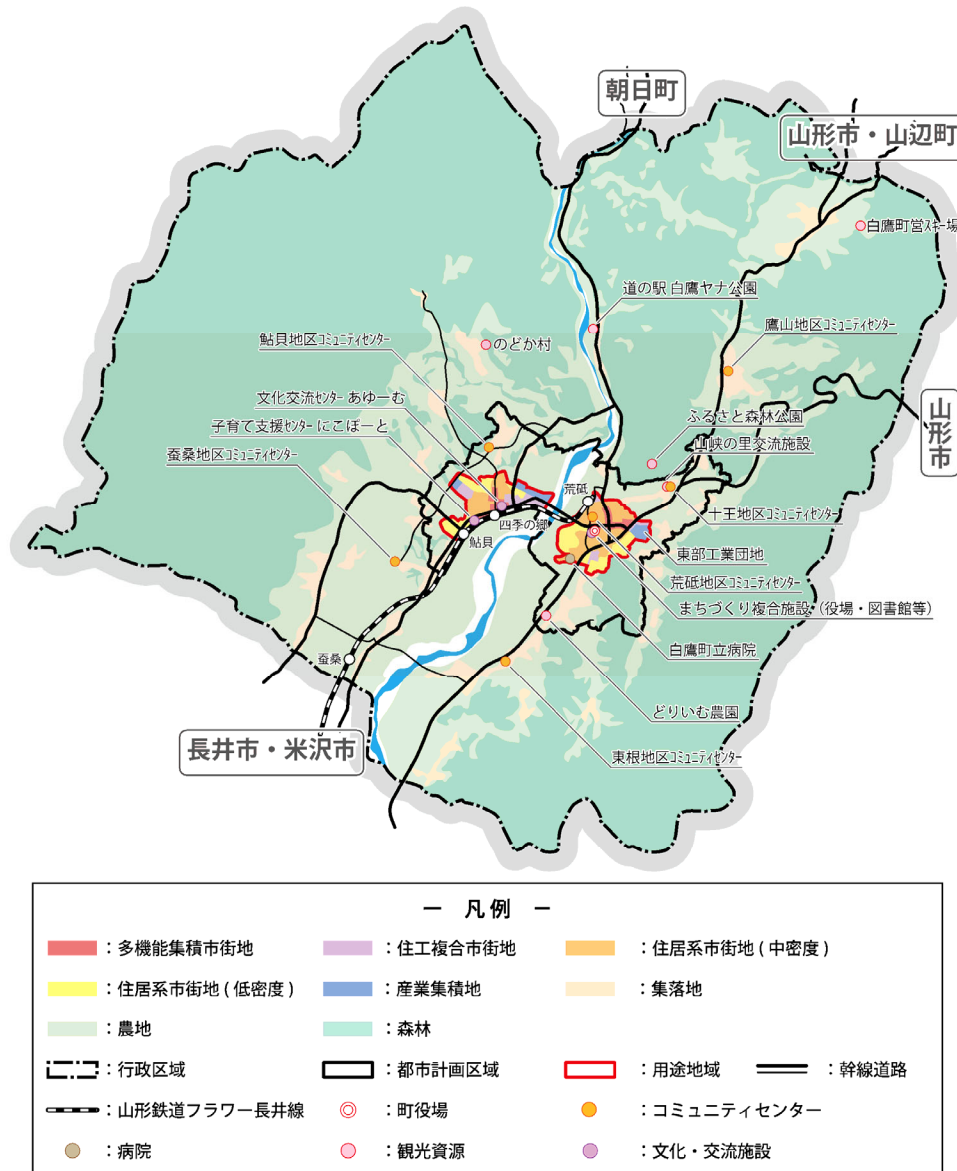 朝日町
山形市・山辺町
白鷹町営スキー場
道の駅 白鷹ヤナ公園
鷹山地区コミュニティセンター
鮎貝地区コミュニティセンター
のどか村
文化交流センター あゆーむ
ふるさと森林公園
山形市
子育て支援センター にこぽーと
山峡の里交流施設
蚕桑地区コミュニティセンター
荒砥
十王地区コミュニティセンター
四季の郷
鮎貝
東部工業団地
荒砥地区コミュニティセンター
まちづくり複合施設（役場・図書館等）
白鷹町立病院
蚕桑
どりいむ農園
長井市・米沢市
東根地区コミュニティセンター
ー 凡例 ー
：多機能集積市街地 ：住工複合市街地 ：住居系市街地 ( 中密度 )
：住居系市街地 ( 低密度 ) ：産業集積地 ：集落地
：農地 ：森林
：行政区域 ：都市計画区域 ：用途地域 ：幹線道路
：山形鉄道フラワー長井線 ：町役場 ：コミュニティセンター
：病院 ：観光資源 ：文化・交流施設